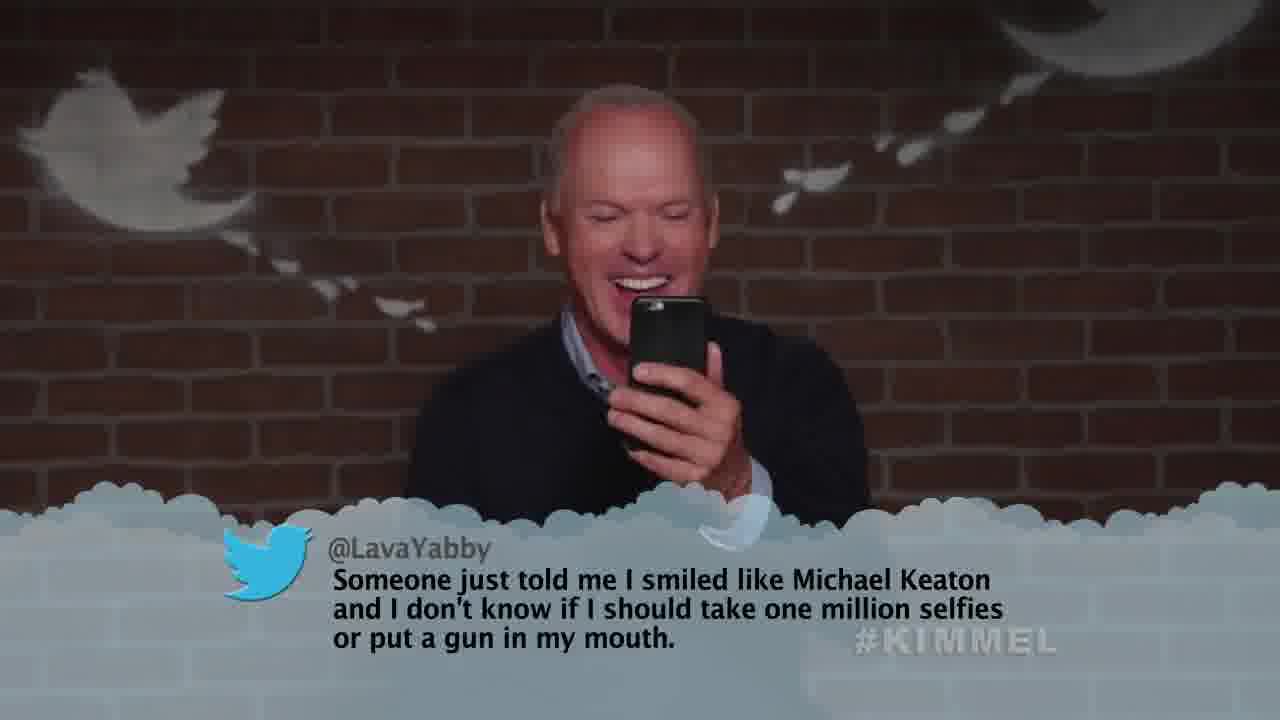 @LavaYabby
Someone just told me I smiled like Michael Keaton
and I don't know if I should take one million selfies
or put a gun in my mouth.
#KIMMEL